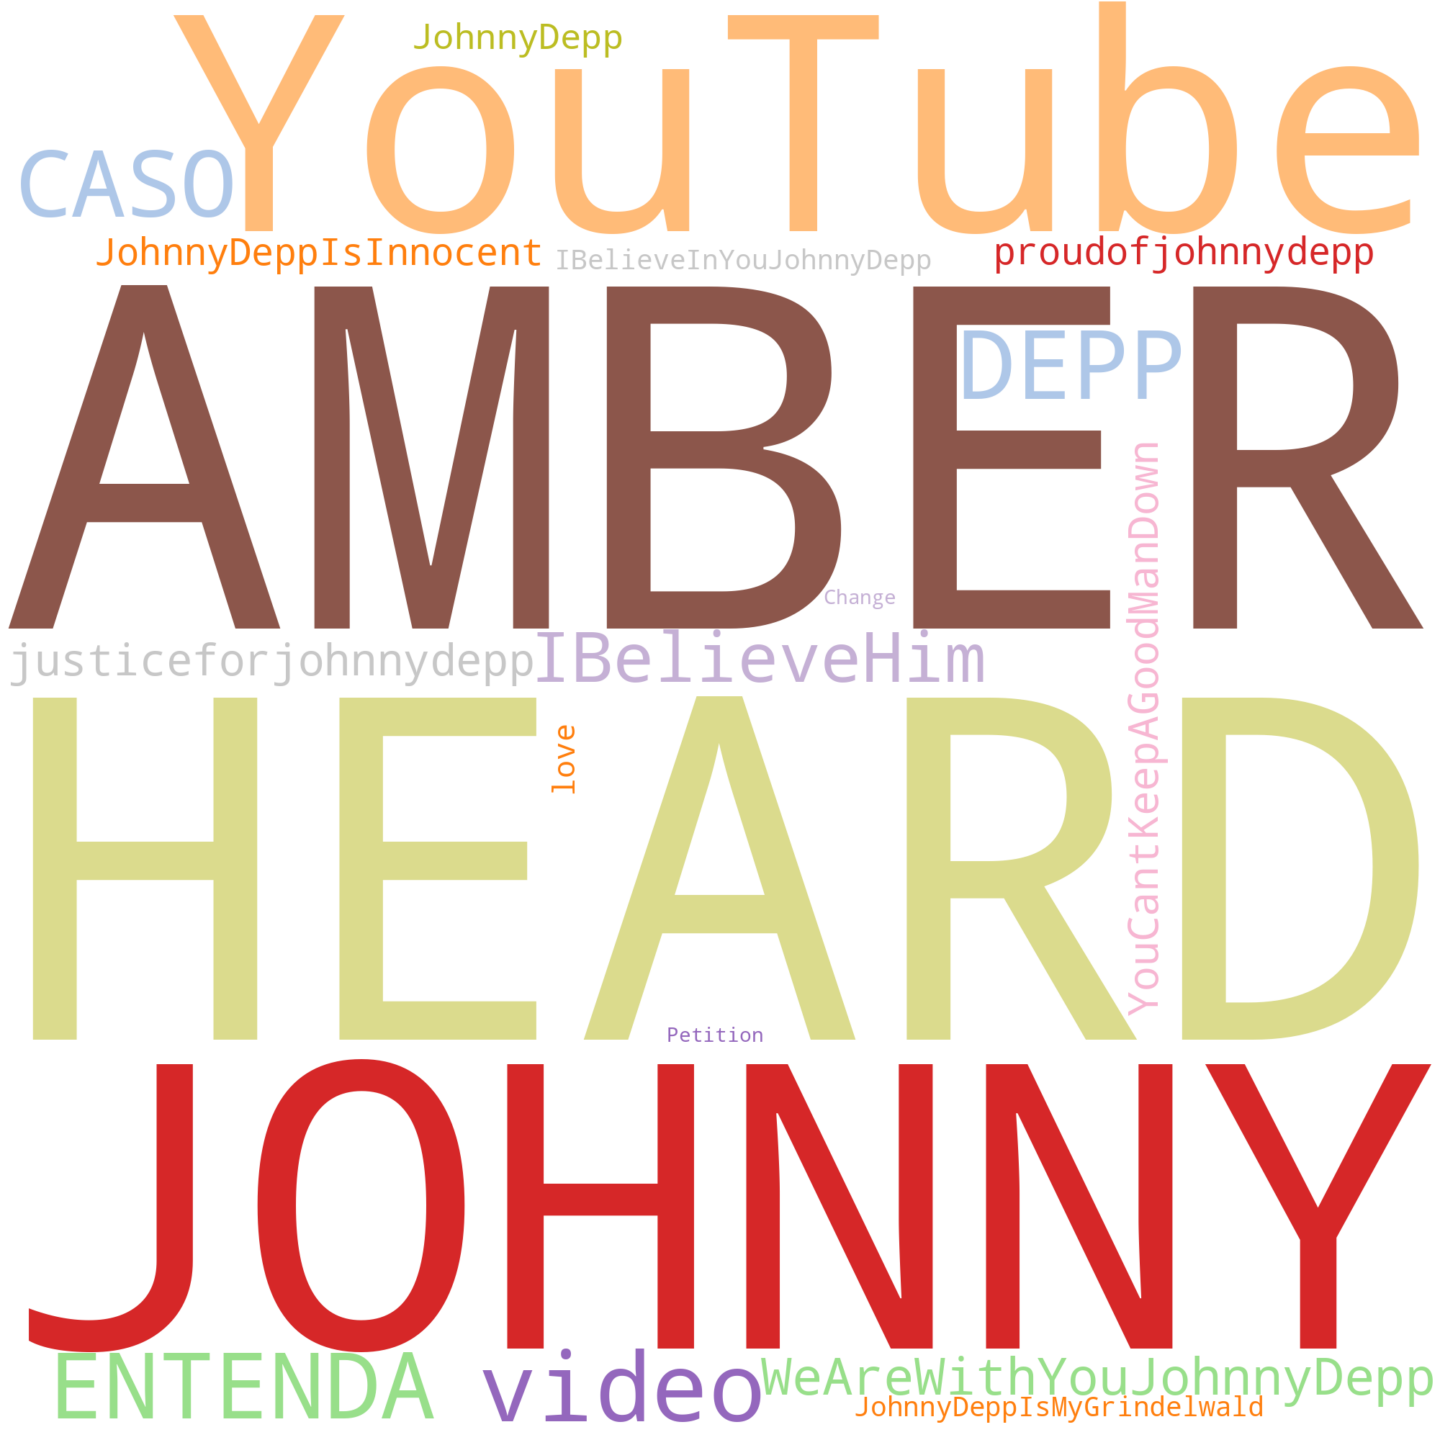 JohnnyDepp
YouTube
CASO
JohnnyDeppIsInnocent
IBelieveInYouJohnnyDepp
proudofjohnnydepp
AMBER
DEPP
YouCantKeepAGoodManDown
Change
justiceforjohnnydepp
IBelieveHim
HEARD
love
Petition
JOHNNY
ENTENDA
video
WeAreWithYouJohnnyDepp
JohnnyDeppIsMyGrindelwald